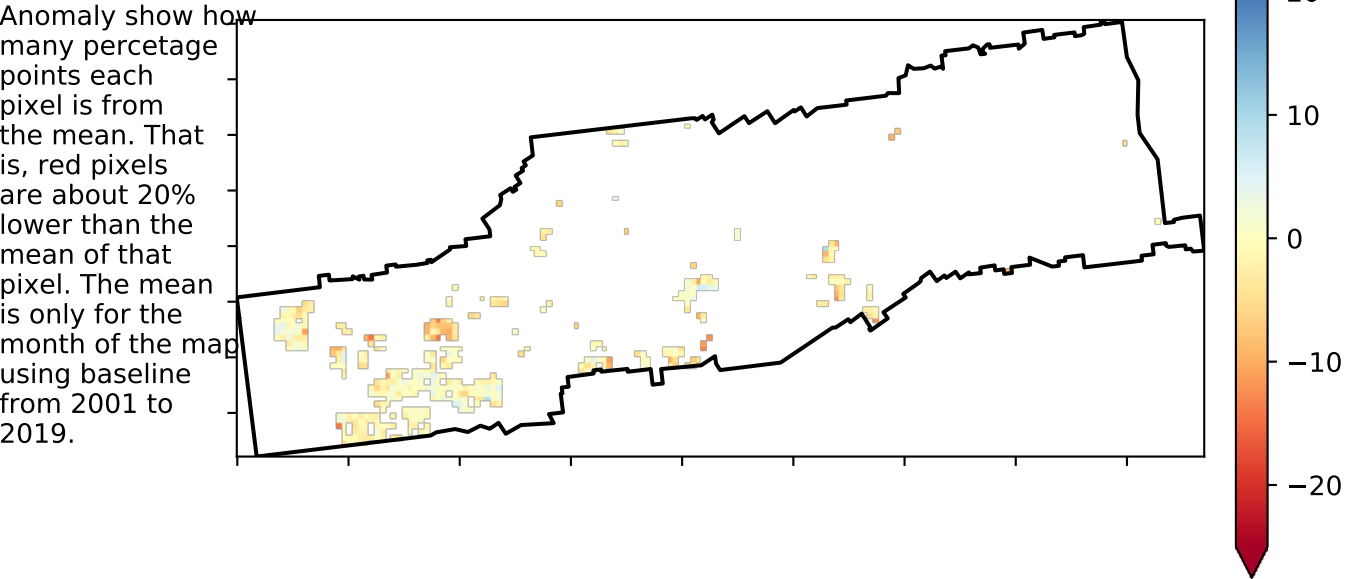 Anomaly show how
many percetage
points each
pixel is from
the mean. That
is, red pixels
are about 20%
lower than the
mean of that
pixel. The mean
is only for the
month of the map
using baseline
from 2001 to
2019.
10
0
−10
−20